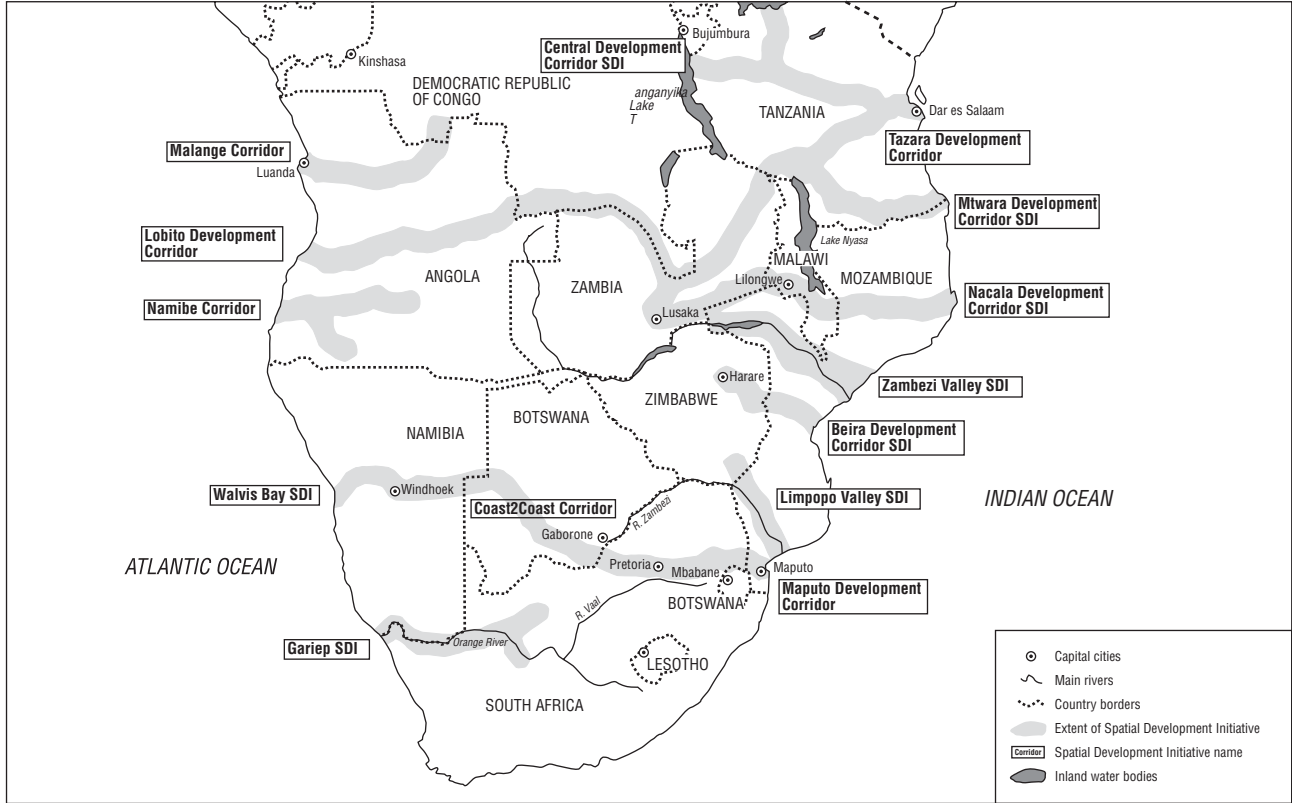 Bujumbura
Central Development
Corridor SDI
Kinshasa
DEMOCRATIC REPUBLIC
OF CONGO
anganyika
Lake
T
TANZANIA
Dar es Salaam
Tazara Development
Corridor
Malange Corridor
Luanda
Mtwara Development
Corridor SDI
Lobito Development
Corridor
Lake Nyasa
MALAWI
ANGOLA
ZAMBIA
Lilongwe
MOZAMBIQUE
Namibe Corridor
Nacala Development
Corridor SDI
Lusaka
Harare
Zambezi Valley SDI
ZIMBABWE
BOTSWANA
NAMIBIA
Beira Development
Corridor SDI
Walvis Bay SDI
Windhoek
Limpopo Valley SDI
INDIAN OCEAN
Coast2Coast Corridor
R. Zambezi
Gaborone
ATLANTIC OCEAN
Pretoria
Mbabane
Maputo
Maputo Development
Corridor
BOTSWANA
R. Vaal
Gariep SDI
Orange River
LESOTHO
SOUTH AFRICA
Capital cities
Main rivers
Country borders
Extent of Spatial Development Initiative
Corridor Spatial Development Initiative name
Inland water bodies